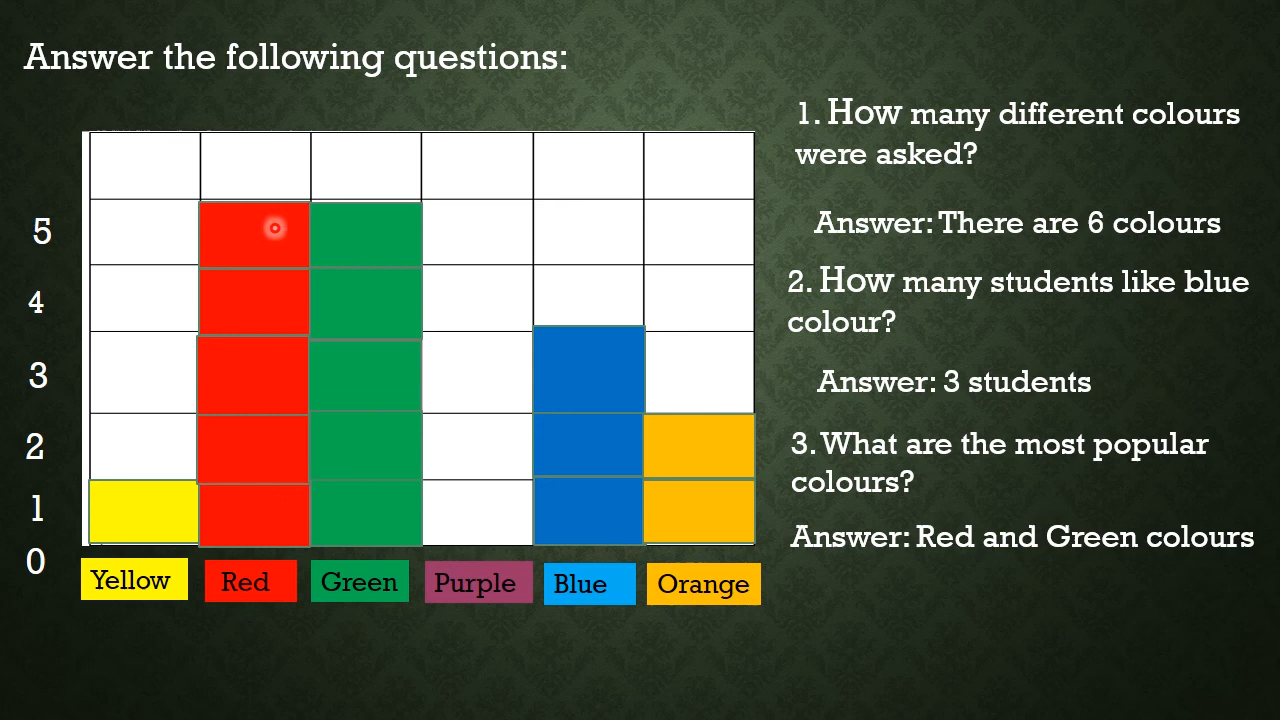 Answer the following questions:
1. How many different colours
were asked?
Answer: There are 6 colours
2. How many students like blue
colour?
Answer: 3 students
3. What are the most popular
colours?
Answer: Red and Green colours
5
4
3
2
1
0
Yellow Red Green Purple Blue Orange